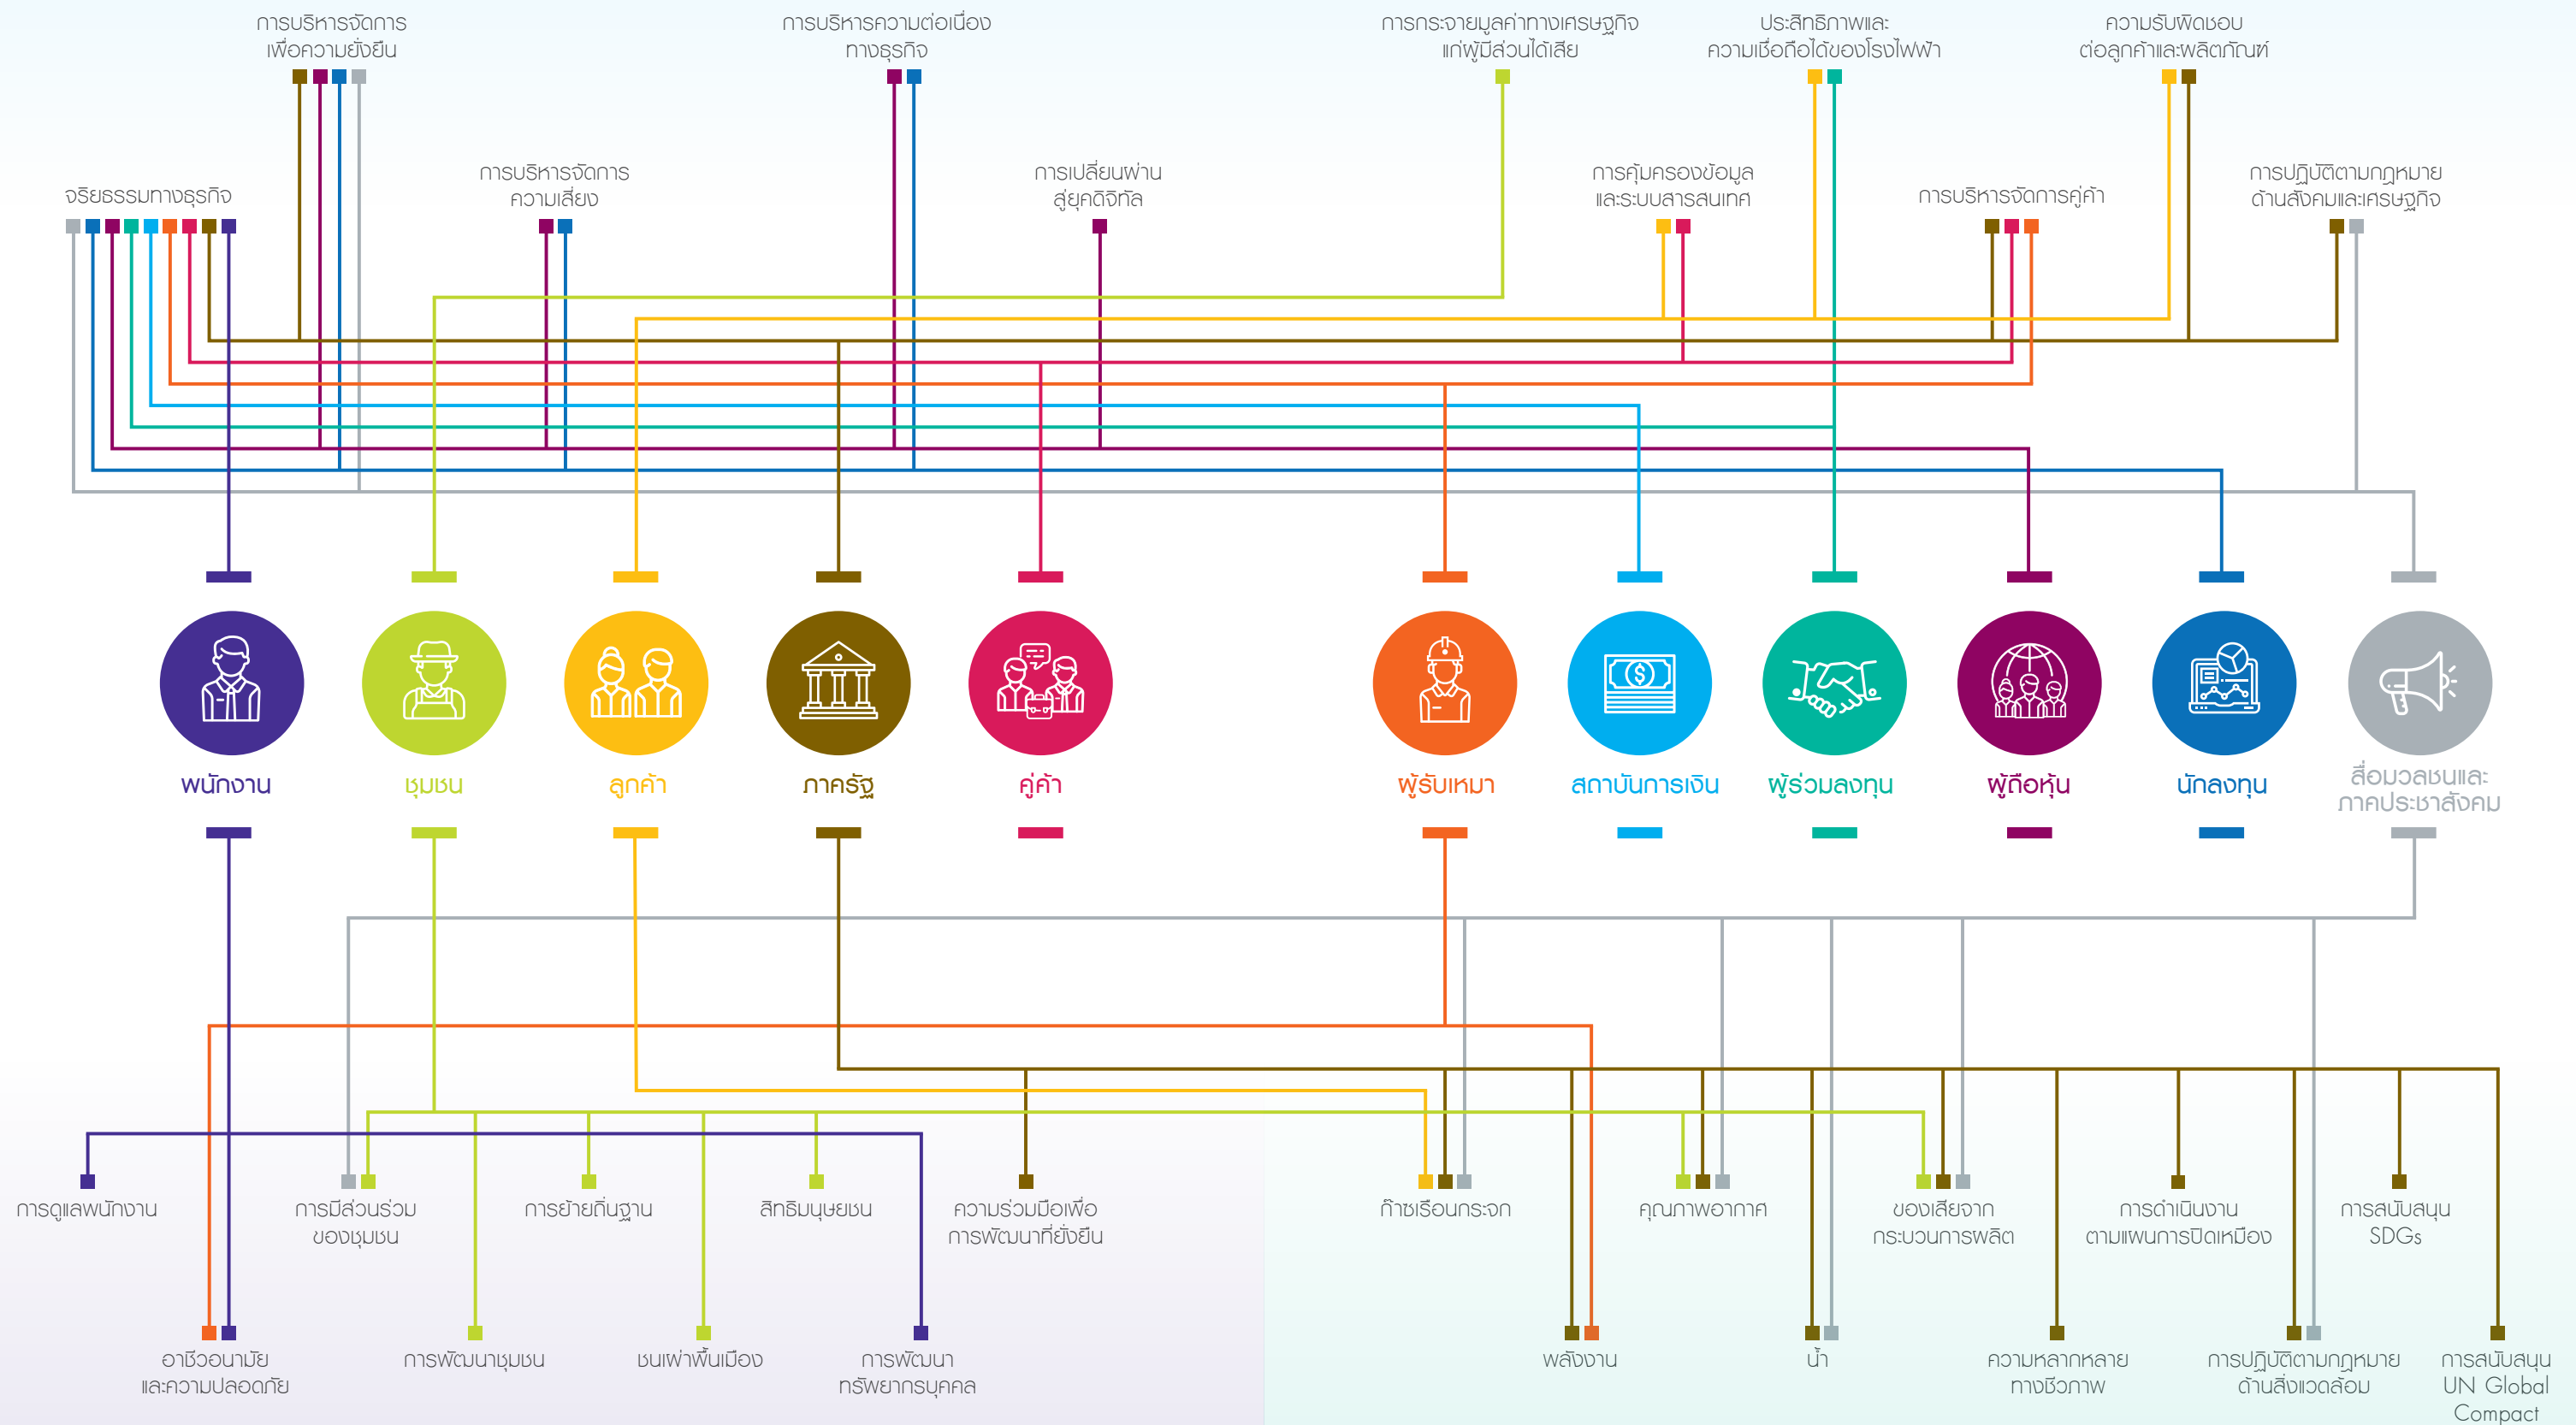 การบริหารจัดการ
เพื่อความยั่งยืน
การบริหารความต่อเนื่อง
ทางธุรกิจ
การกระจายมูลค่าทางเศรษฐกิจ
แก่ผู้มีส่วนได้เสีย
ประสิทธิภาพและ
ความเชื่อถือได้ของโรงไฟฟ้า
ความรับผิดชอบ
ต่อลูกค้าและผลิตภัณฑ์
จริยธรรมทางธุรกิจ
การบริหารจัดการ
ความเสี่ยง
การเปลี่ยนผ่าน
สู่ยุคดิจิทัล
การคุ้มครองข้อมูล
และระบบสารสนเทศ
การบริหารจัดการคู่ค้า
การปฏิบัติตามกฎหมาย
ด้านสังคมและเศรษฐกิจ
พนักงาน
ชุมชน
ลูกค้า
ภาครัฐ
คู่ค้า
ผู้รับเหมา
สถาบันการเงิน
ผู้ร่วมลงทุน
ผู้ถือหุ้น
นักลงทุน
สื่อมวลชนและ
ภาคประชาสังคม
การดูแลพนักงาน
การมีส่วนร่วม
ของชุมชน
การย้ายถิ่นฐาน
สิทธิมนุษยชน
ความร่วมมือเพื่อ
การพัฒนาที่ยั่งยืน
ก๊าซเรือนกระจก
คุณภาพอากาศ
ของเสียจาก
กระบวนการผลิต
การดำเนินงาน
ตามแผนการปิดเหมือง
การสนับสนุน
SDGs
อาชีวอนามัย
และความปลอดภัย
การพัฒนาชุมชน
ชนเผ่าพื้นเมือง
การพัฒนา
ทรัพยากรบุคคล
พลังงาน
น้ำ
ความหลากหลาย
ทางชีวภาพ
การปฏิบัติตามกฎหมาย
ด้านสิ่งแวดล้อม
การสนับสนุน
UN Global
Compact